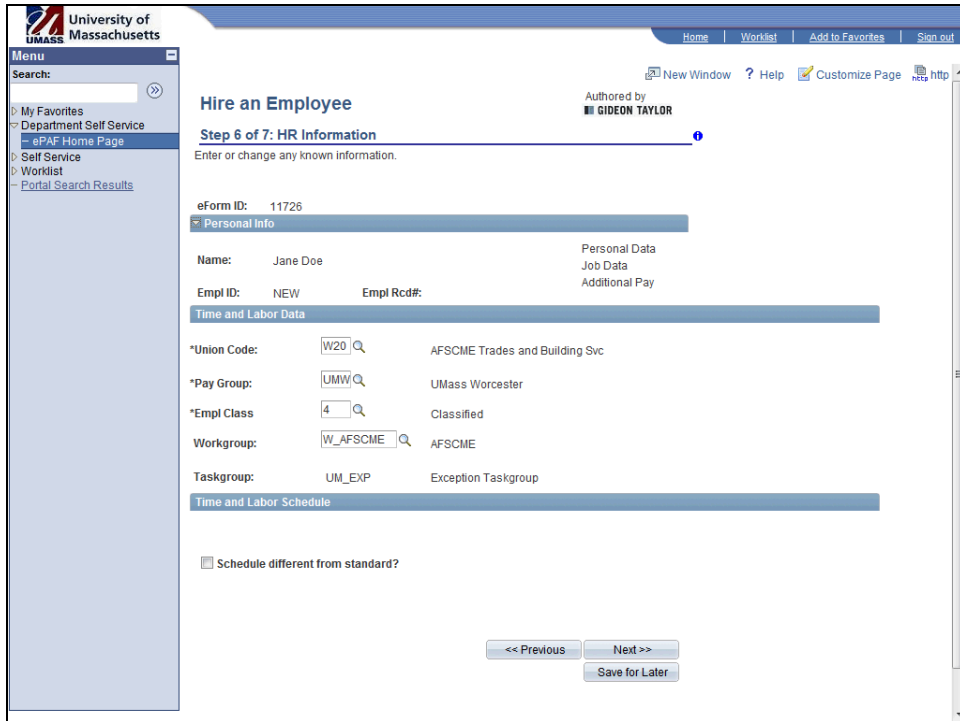 University of
Massachusetts
UMASS
Home Worklist Add to Favorites Sign out
Menu
Search:
My Favorites
Department Self Service
ePAF Home Page
Self Service
Worklist
Portal Search Results
New Window ? Help Customize Page http
Hire an Employee
Authored by
GIDEON TAYLOR
Step 6 of 7: HR Information
Enter or change any known information.
eForm ID: 11726
Personal Info
Name: Jane Doe
Personal Data
Job Data
Additional Pay
Empl ID: NEW Empl Rcd#:
Time and Labor Data
*Union Code: W20 AFSCME Trades and Building Svc
*Pay Group: UMW UMass Worcester
*Empl Class 4 Classified
Workgroup: W_AFSCME AFSCME
Taskgroup: UM_EXP Exception Taskgroup
Time and Labor Schedule
Schedule different from standard?
<< Previous Next >>
Save for Later